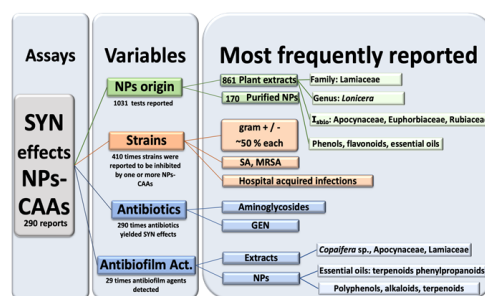 Assays
Variables
Most frequently reported
SYN
effects
NPs-
CAAs
290 reports
NPs origin
1031 tests reported
861 Plant extracts
170 Purified NPs
Family: Lamiaceae
Genus: Lonicera
Iₛbio: Apocynaceae, Euphorbiaceae, Rubiaceae
Phenols, flavonoids, essential oils
Strains
410 times strains were
reported to be inhibited
by one or more NPs-
CAAs
gram + / -
~50 % each
SA, MRSA
Hospital acquired infections
Antibiotics
290 times antibiotics
yielded SYN effects
Aminoglycosides
GEN
Antibiofilm Act.
29 times antibiofilm agents
detected
Extracts
NPs
Copaifera sp., Apocynaceae, Lamiaceae
Essential oils: terpenoids phenylpropanoids
Polyphenols, alkaloids, terpenoids